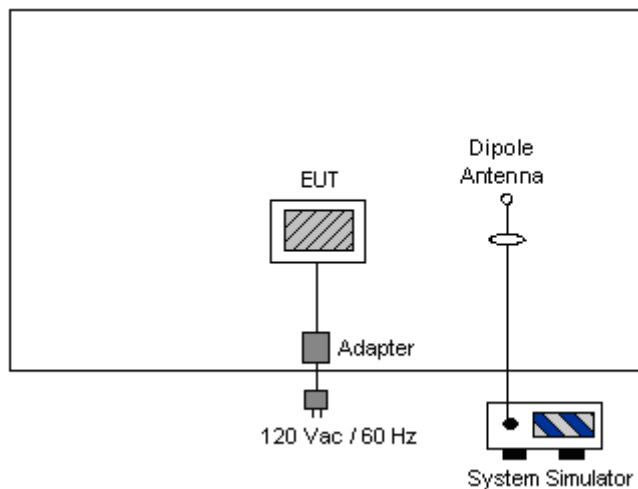 Dipole
Antenna
EUT
Adapter
120 Vac / 60 Hz
System Simulator